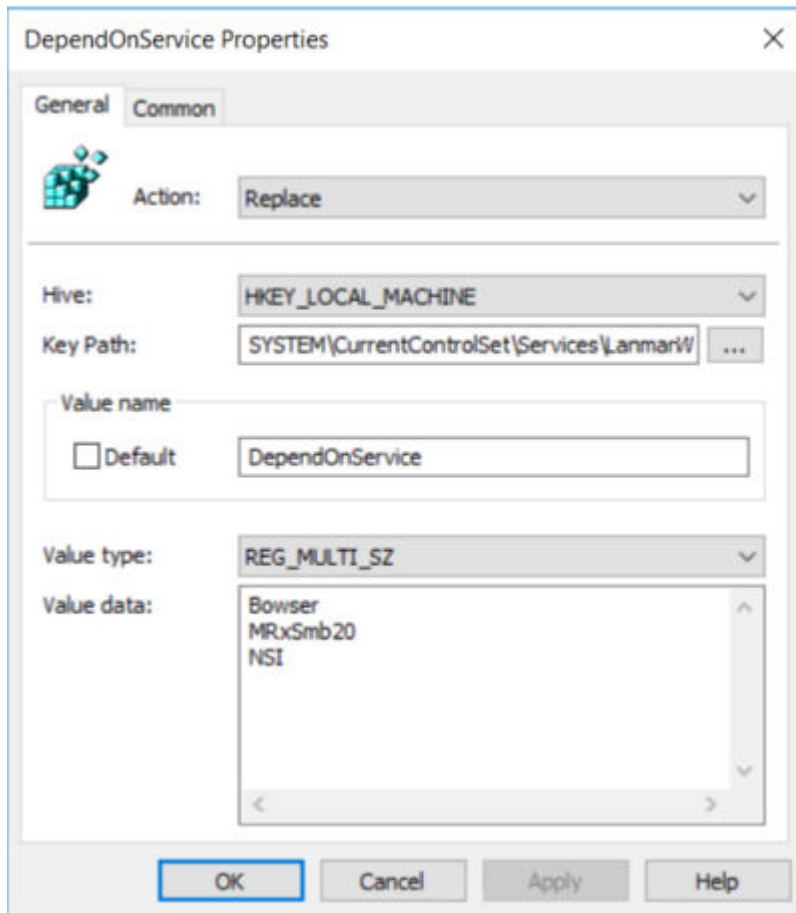 DependOnService Properties
General
Common
Action:
Replace
Hive:
HKEY_LOCAL_MACHINE
Key Path:
SYSTEM\CurrentControlSet\Services\LanmanW
...
Value name
Default
DependOnService
Value type:
REG_MULTI_SZ
Value data:
Bowser
MRxSmb20
NSI
OK
Cancel
Apply
Help